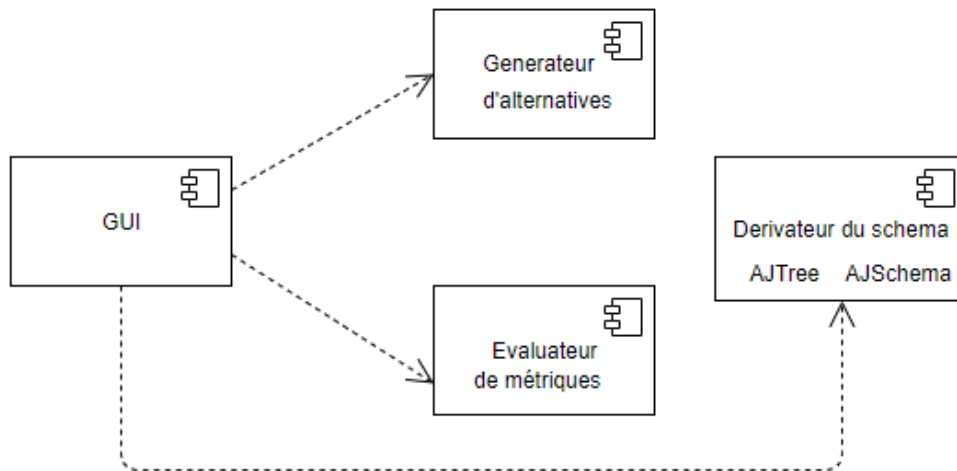 Generateur
d'alternatives
GUI
Derivateur du schema
AJTree AJSchema
Evaluateur
de métriques